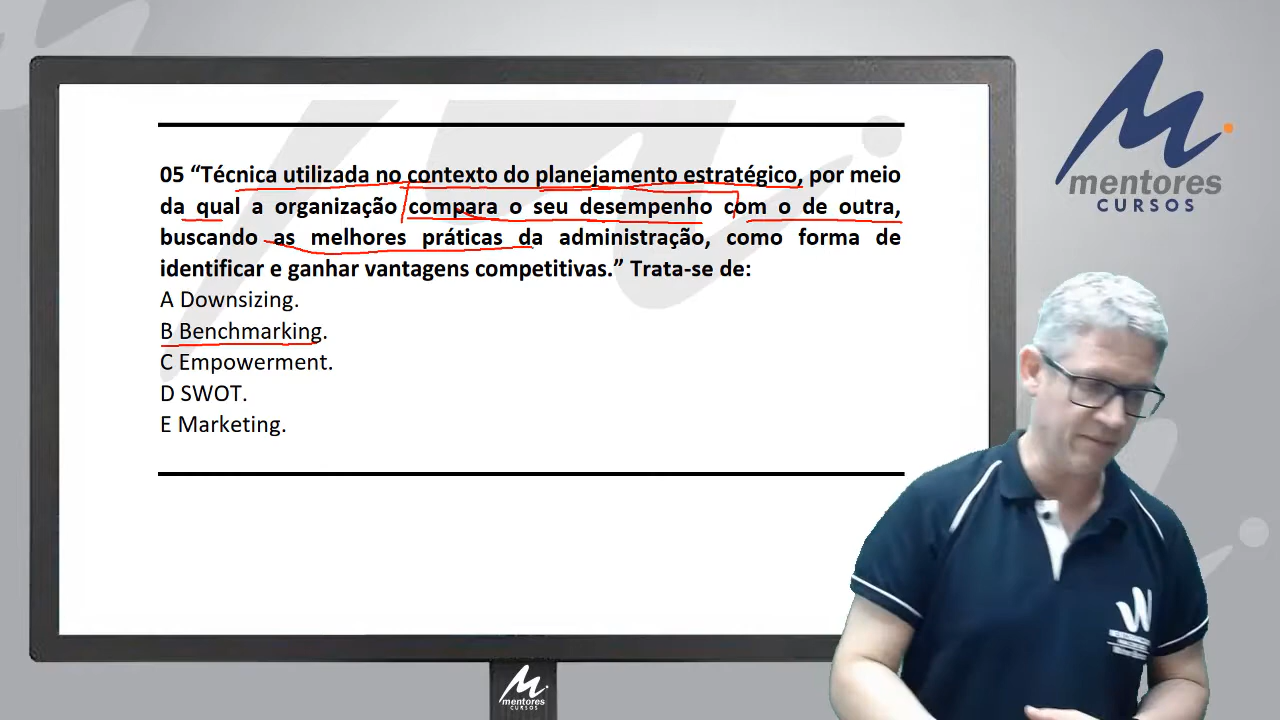 05 “Técnica utilizada no contexto do planejamento estratégico, por meio
da qual a organização compara o seu desempenho com o de outra,
buscando as melhores práticas da administração, como forma de
identificar e ganhar vantagens competitivas.” Trata-se de:
A Downsizing.
B Benchmarking.
C Empowerment.
D SWOT.
E Marketing.
mentores
CURSOS
mentores
CURSOS